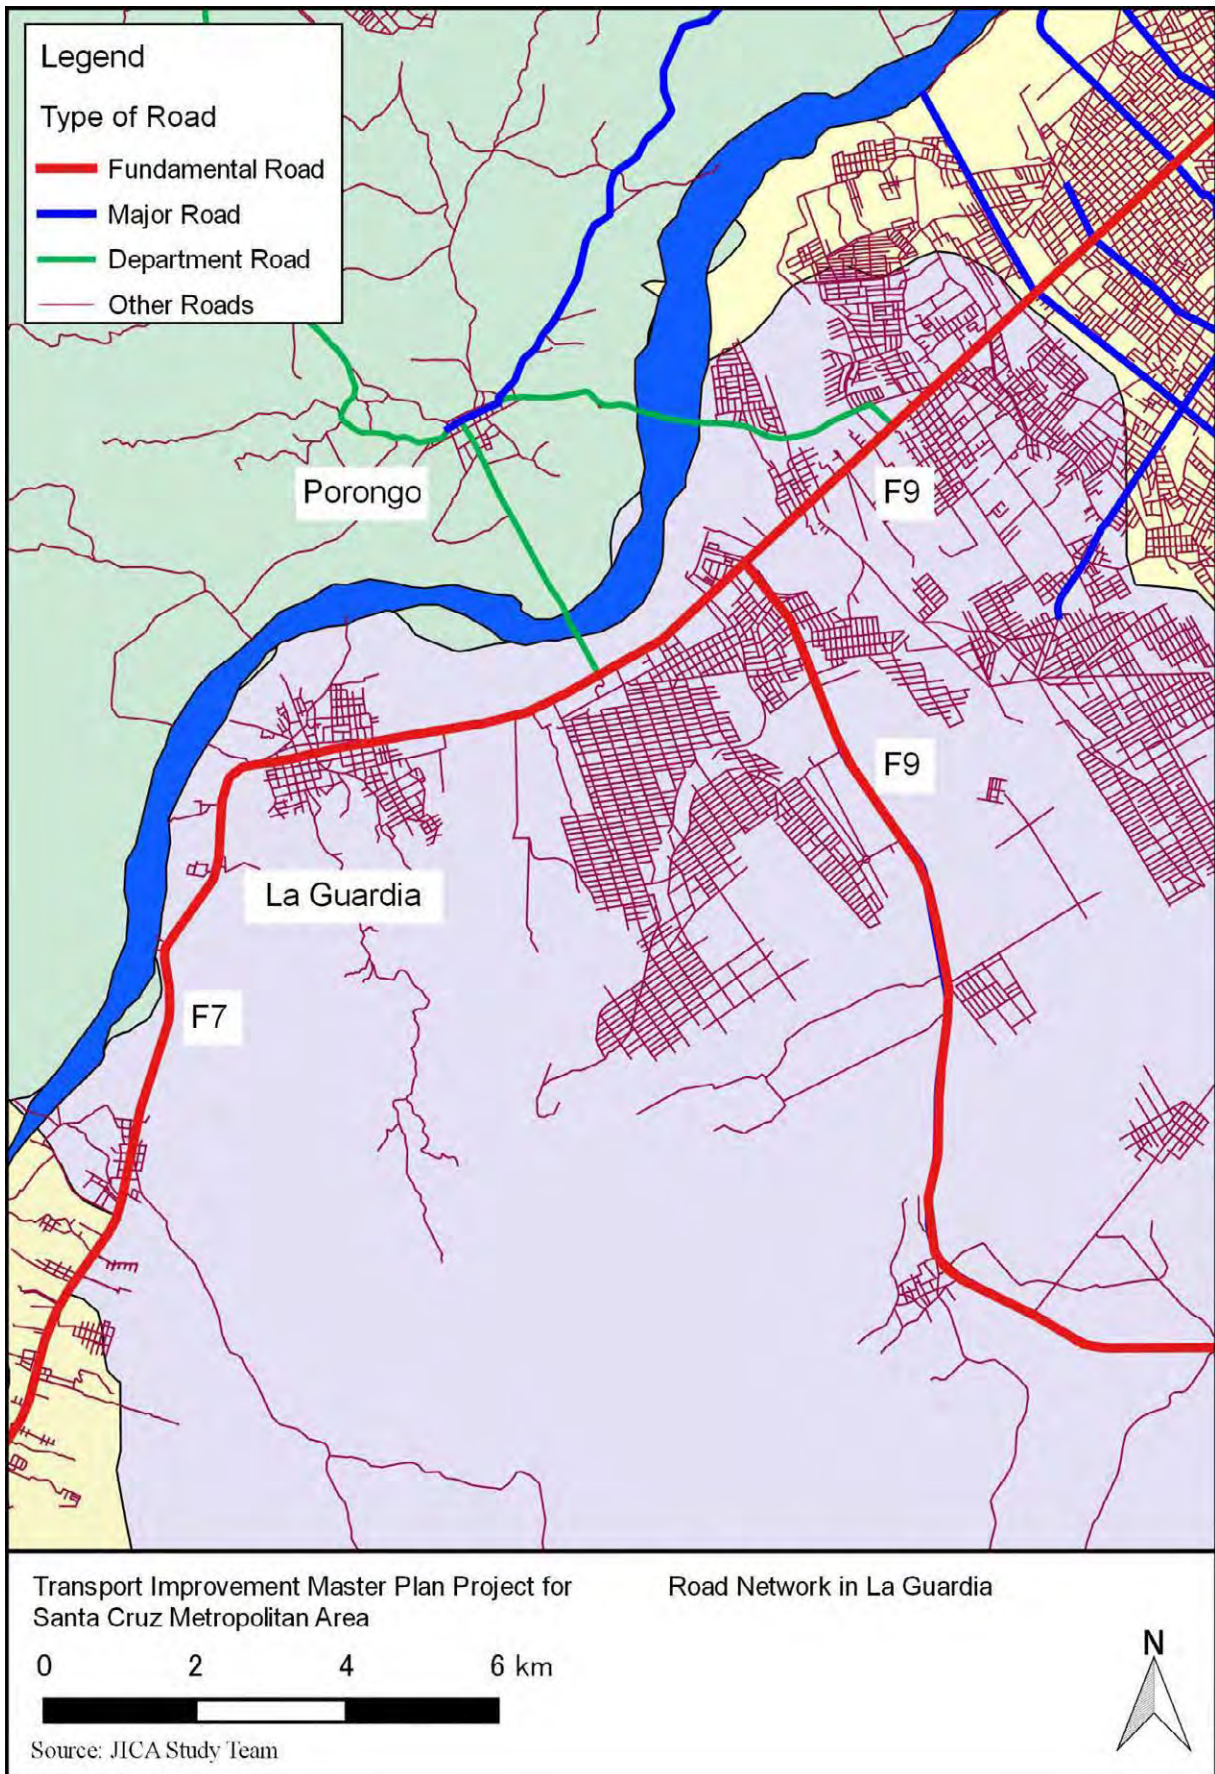 Legend
Type of Road
Fundamental Road
Major Road
Department Road
Other Roads
Porongo
F9
F9
La Guardia
F7
Transport Improvement Master Plan Project for
Santa Cruz Metropolitan Area
Road Network in La Guardia
0 2 4 6 km
N
Source: JICA Study Team